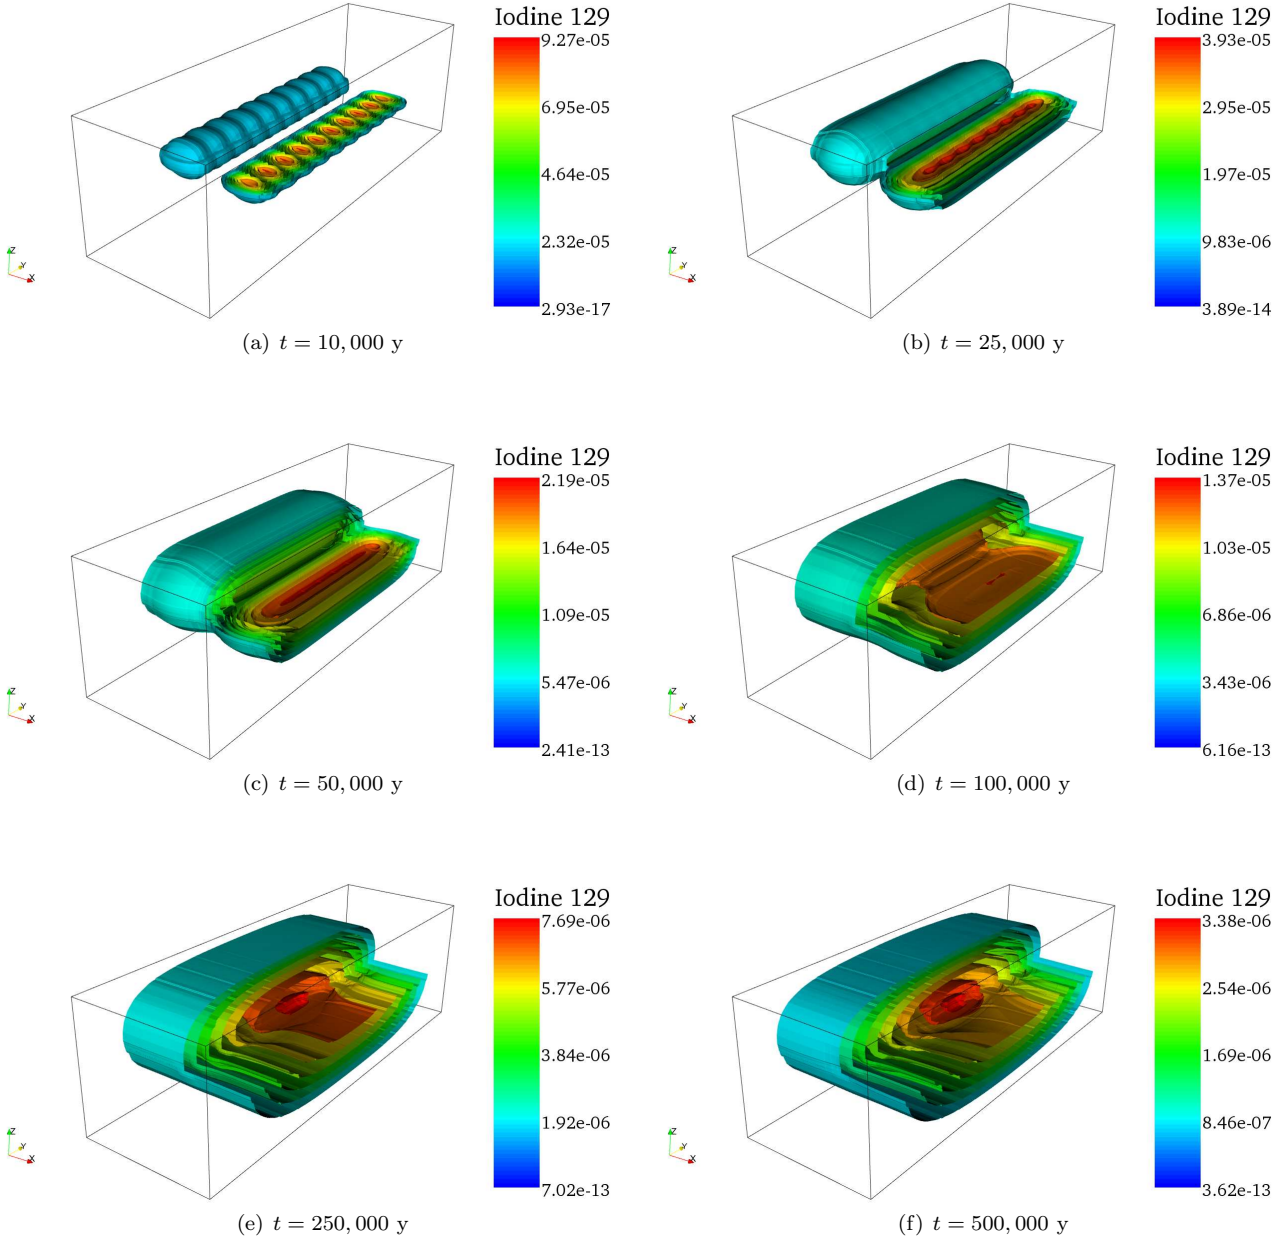 Iodine 129
9.27e-05
6.95e-05
4.64e-05
2.32e-05
2.93e-17
Z
Y
X
(a) t = 10,000 y
Iodine 129
3.93e-05
2.95e-05
1.97e-05
9.83e-06
3.89e-14
Z
Y
X
(b) t = 25,000 y
Iodine 129
2.19e-05
1.64e-05
1.09e-05
5.47e-06
2.41e-13
Z
Y
X
(c) t = 50,000 y
Iodine 129
1.37e-05
1.03e-05
6.86e-06
3.43e-06
6.16e-13
Z
Y
X
(d) t = 100,000 y
Iodine 129
7.69e-06
5.77e-06
3.84e-06
1.92e-06
7.02e-13
Z
Y
X
(e) t = 250,000 y
Iodine 129
3.38e-06
2.54e-06
1.69e-06
8.46e-07
3.62e-13
Z
Y
X
(f) t = 500,000 y